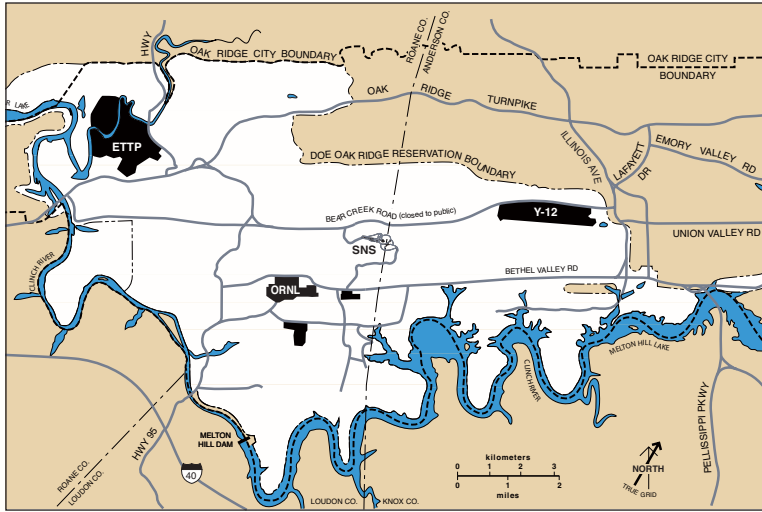 HWY
OAK RIDGE CITY BOUNDARY
ROANE CO.
ANDERSON CO.
OAK RIDGE CITY
BOUNDARY
R LAKE
OAK RIDGE TURNPIKE
ETTP
ILLINOIS AVE
LAFAYETT
DR
EMORY VALLEY RD
DOE OAK RIDGE RESERVATION BOUNDARY
BEAR CREEK ROAD (closed to public)
Y-12
UNION VALLEY RD
SNS
CLINCH RIVER
BETHEL VALLEY RD
ORNL
MELTON HILL LAKE
CLINCH RIVER
PELLISSIPPI PKWY
MELTON
HILL DAM
HWY 95
40
ROANE CO.
LOUDON CO.
LOUDON CO.
KNOX CO.
kilometers
0 1 3
0 1 2
miles
NORTH
TRUE GRID